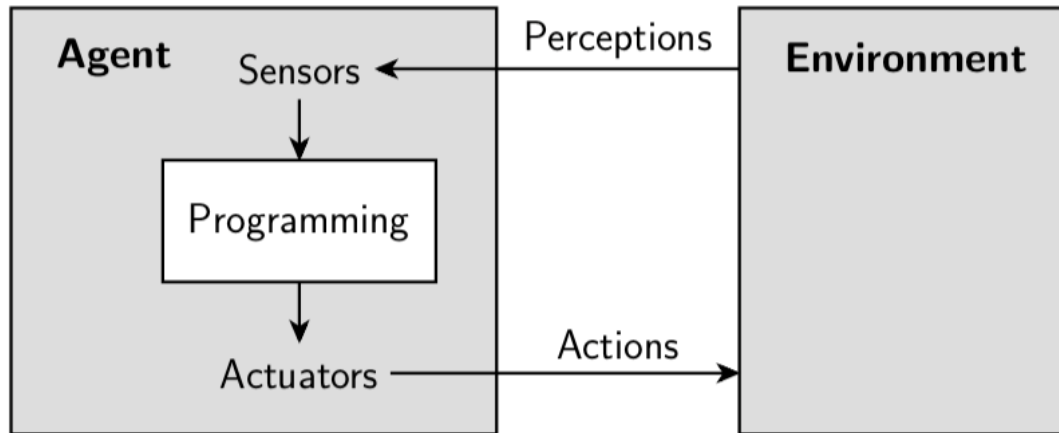 Agent
Sensors
Programming
Actuators
Perceptions
Actions
Environment